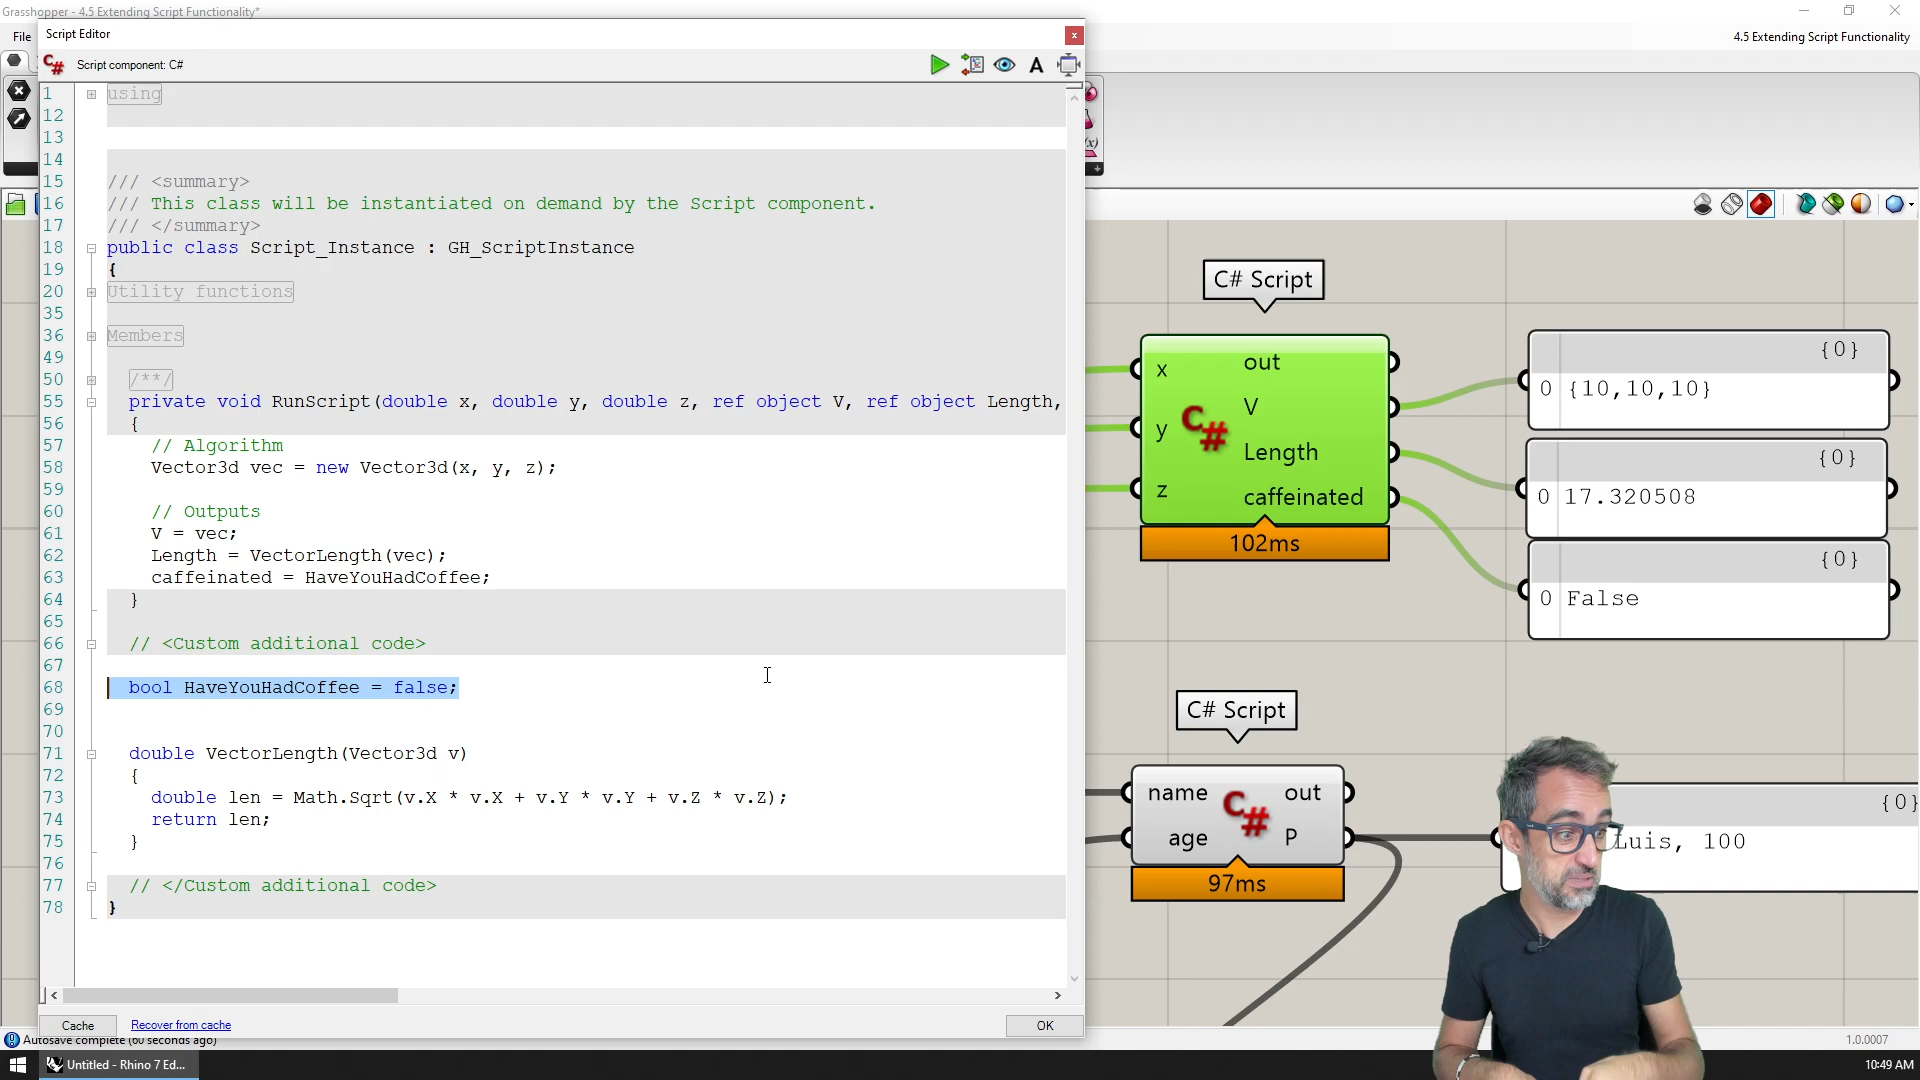 Grasshopper - 4.5 Extending Script Functionality*
File
4.5 Extending Script Functionality
Script Editor
x
C# Script component: C#
A
1 using
12
13
14
15 /// <summary>
16 /// This class will be instantiated on demand by the Script component.
17 /// </summary>
18 public class Script_Instance : GH_ScriptInstance
19 {
20 Utility functions
35
36 Members
49
50 /**/
55 private void RunScript(double x, double y, double z, ref object V, ref object Length,
56 {
57 // Algorithm
58 Vector3d vec = new Vector3d(x, y, z);
59
60 // Outputs
61 V = vec;
62 Length = VectorLength(vec);
63 caffeinated = HaveYouHadCoffee;
64 }
65
66 // <Custom additional code>
67
68 bool HaveYouHadCoffee = false;
69
70
71 double VectorLength(Vector3d v)
72 {
73 double len = Math.Sqrt(v.X * v.X + v.Y * v.Y + v.Z * v.Z);
74 return len;
75 }
76
77 // </Custom additional code>
78 }
Cache
Recover from cache
OK
Autosave complete (60 seconds ago)
1.0.0007
C# Script
x
y
z
C#
out
V
Length
caffeinated
102ms
{0}
0 {10,10,10}
{0}
0 17.320508
{0}
0 False
C# Script
name
age
C#
out
P
97ms
{0}
Luis, 100
Untitled - Rhino 7 Ed...
10:49 AM